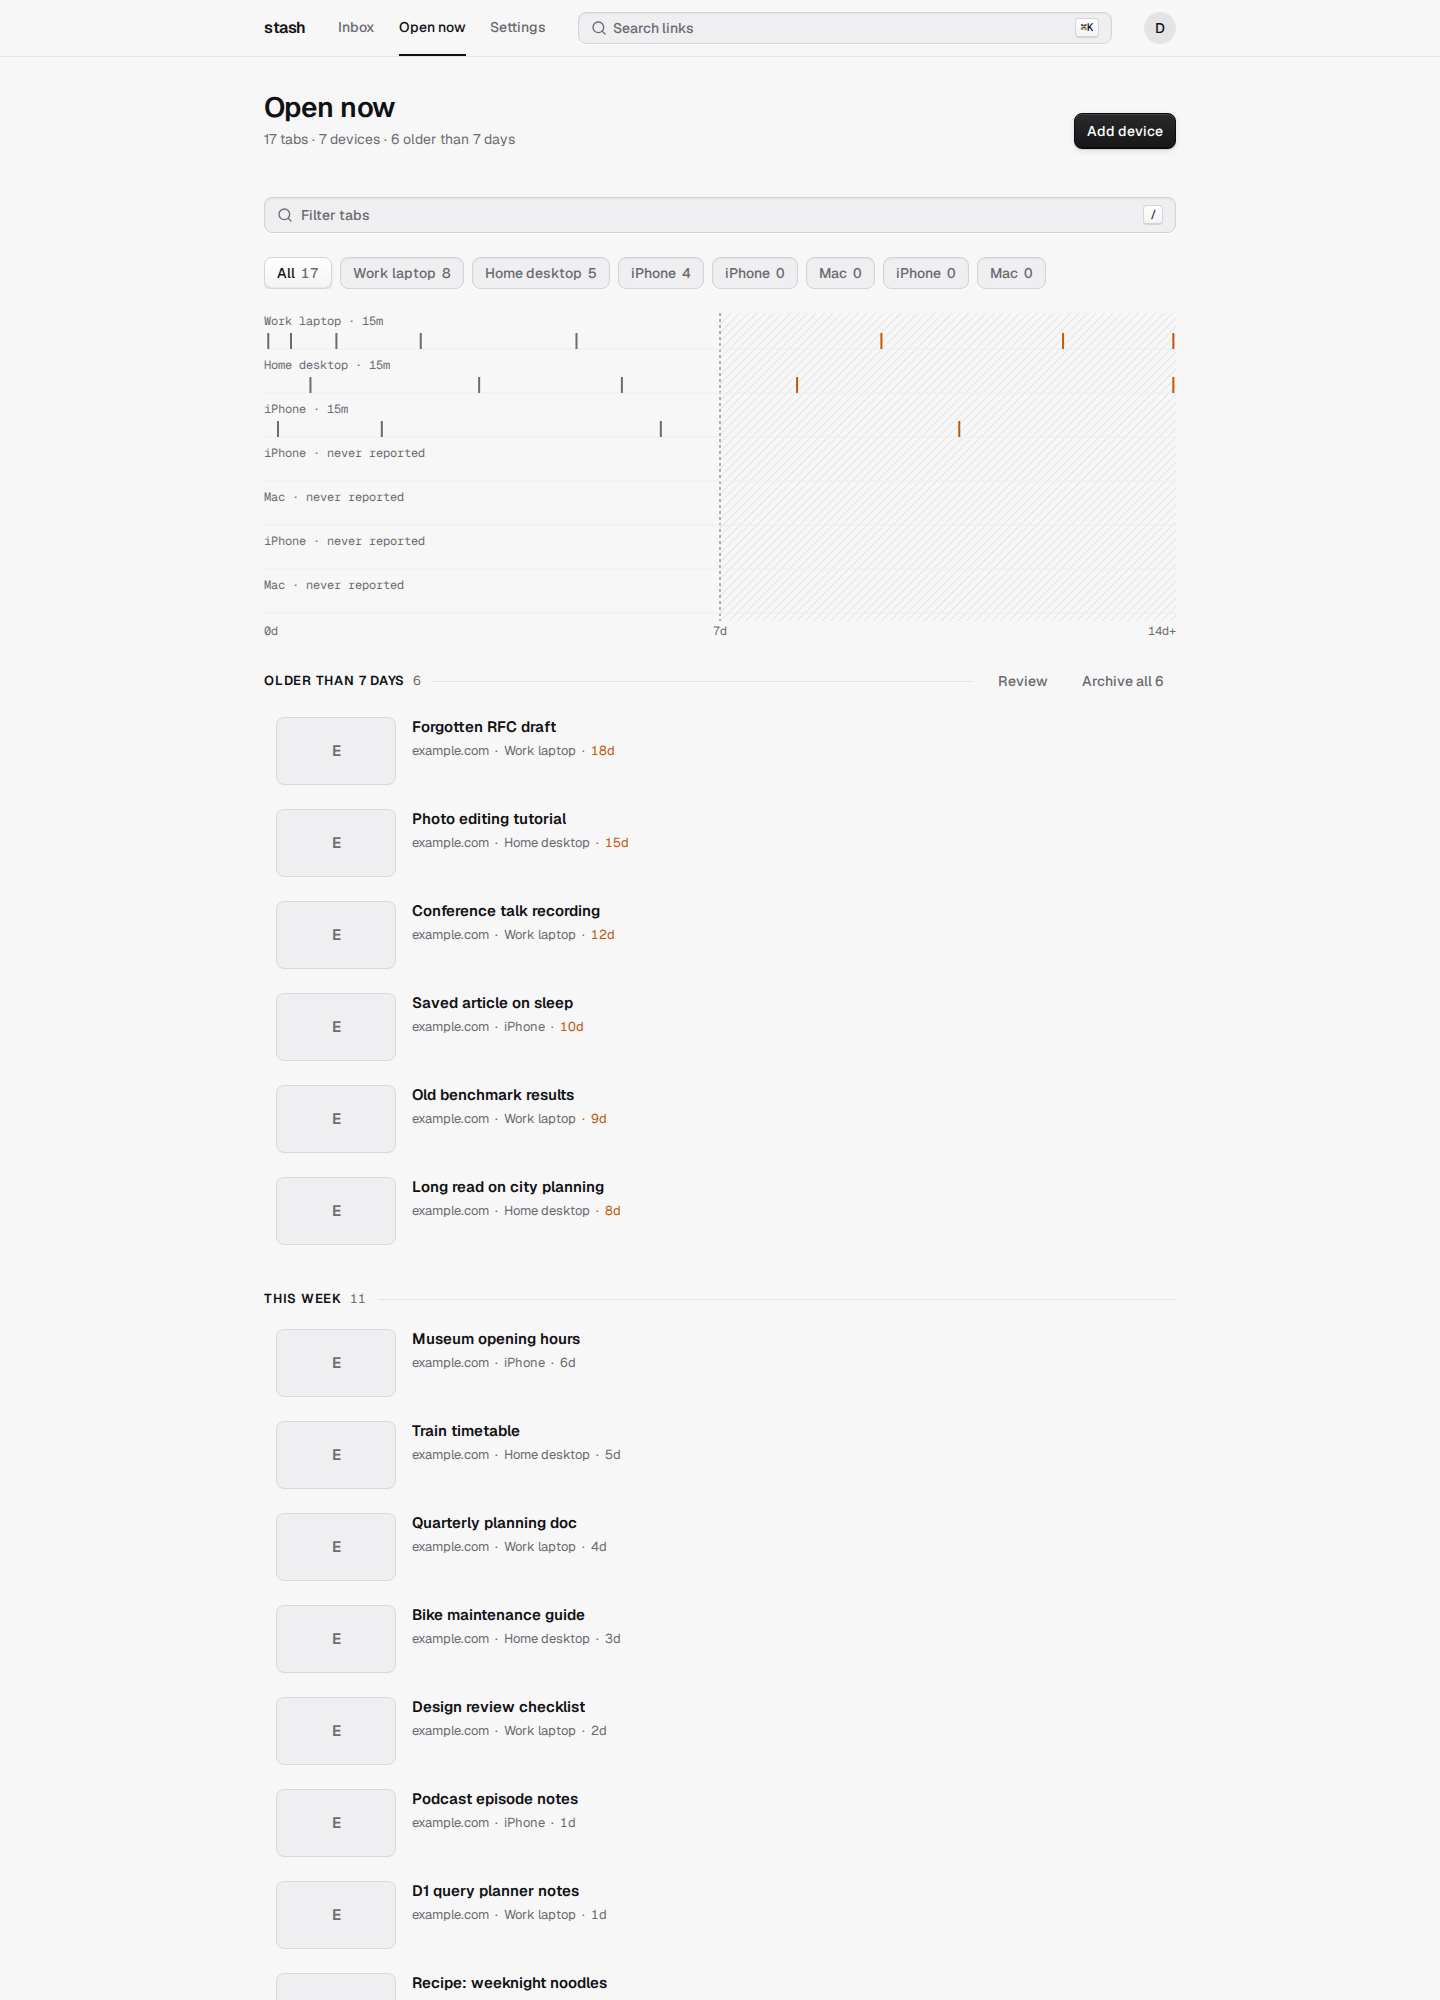 stash Inbox Open now Settings Search links ⌘K D
Open now
17 tabs · 7 devices · 6 older than 7 days
Add device
Filter tabs /
All 17 Work laptop 8 Home desktop 5 iPhone 4 iPhone 0 Mac 0 iPhone 0 Mac 0
Work laptop · 15m
Home desktop · 15m
iPhone · 15m
iPhone · never reported
Mac · never reported
iPhone · never reported
Mac · never reported
0d 7d 14d+
OLDER THAN 7 DAYS 6 Review Archive all 6
E
Forgotten RFC draft
example.com · Work laptop · 18d
E
Photo editing tutorial
example.com · Home desktop · 15d
E
Conference talk recording
example.com · Work laptop · 12d
E
Saved article on sleep
example.com · iPhone · 10d
E
Old benchmark results
example.com · Work laptop · 9d
E
Long read on city planning
example.com · Home desktop · 8d
THIS WEEK 11
E
Museum opening hours
example.com · iPhone · 6d
E
Train timetable
example.com · Home desktop · 5d
E
Quarterly planning doc
example.com · Work laptop · 4d
E
Bike maintenance guide
example.com · Home desktop · 3d
E
Design review checklist
example.com · Work laptop · 2d
E
Podcast episode notes
example.com · iPhone · 1d
E
D1 query planner notes
example.com · Work laptop · 1d
Recipe: weeknight noodles